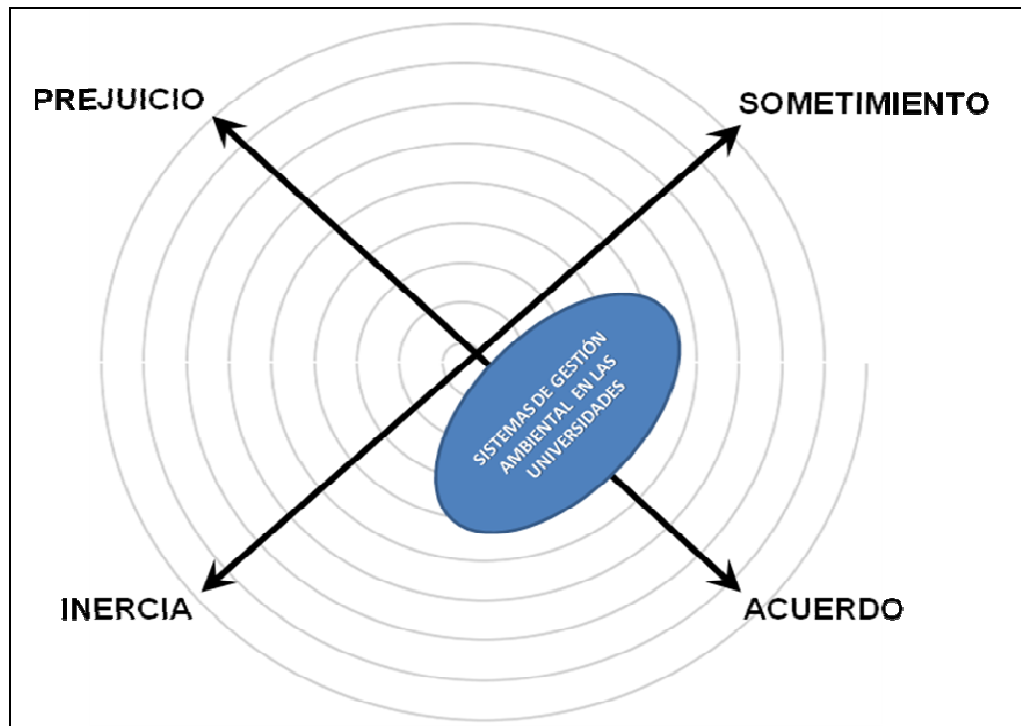 PREJUICIO
SOMETIMIENTO
SISTEMAS DE GESTIÓN
AMBIENTAL EN LAS
UNIVERSIDADES
INERCIA
ACUERDO